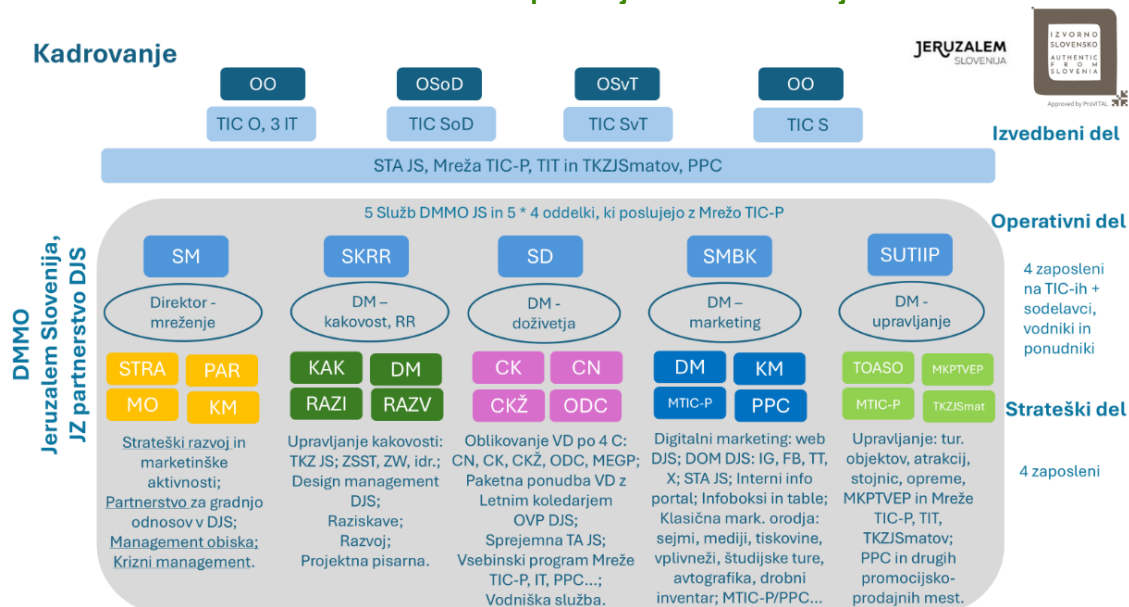 Kadrovanje
JERUZALEM
SLOVENIJA
IZVORNO
SLOVENSKO
AUTHENTIC
FROM
SLOVENIA
Approved by ProVITAL
OO
OSoD
OSvT
OO
TIC O, 3 IT
TIC SoD
TIC SvT
TIC S
Izvedbeni del
STA JS, Mreža TIC-P, TIT in TKZJSmatov, PPC
DMMO
Jeruzalem Slovenija,
JZ partnerstvo DJS
5 Služb DMMO JS in 5 * 4 oddelki, ki poslujejo z Mrežo TIC-P
Operativni del
SM
SKRR
SD
SMBK
SUTIIP
Direktor -
mreženje
DM –
kakovost, RR
DM -
doživetja
DM –
marketing
DM -
upravljanje
4 zaposleni
na TIC-ih +
sodelavci,
vodniki in
ponudniki
STRA
PAR
MO
KM
KAK
DM
RAZI
RAZV
CK
CN
CKŽ
ODC
DM
KM
MTIC-P
PPC
TOASO
MKPTVEP
MTIC-P
TKZJSmat
Strateški del
4 zaposleni
Strateški razvoj in
marketinške
aktivnosti;
Partnerstvo za gradnjo
odnosov v DJS;
Management obiska;
Krizni management.
Upravljanje kakovosti:
TKZ JS; ZSST, ZW, idr.;
Design management
DJS;
Raziskave;
Razvoj;
Projektna pisarna.
Oblikovanje VD po 4 C:
CN, CK, CKŽ, ODC, MEGP;
Paketna ponudba VD z
Letnim koledarjem
OVP DJS;
Sprejemna TA JS;
Vsebinski program Mreže
TIC-P, IT, PPC...;
Vodniška služba.
Digitalni marketing: web
DJS; DOM DJS: IG, FB, TT,
X; STA JS; Interni info
portal; Infoboksi in table;
Klasična mark. orodja:
sejmi, mediji, tiskovine,
vplivneži, študijske ture,
avtografika, drobni
inventar; MTIC-P/PPC...
Upravljanje: tur.
objektov, atrakcij,
stojnic, opreme,
MKPTVEP in Mreže
TIC-P, TIT,
TKZJSmatov;
PPC in drugih
promocijsko-
prodajnih mest.